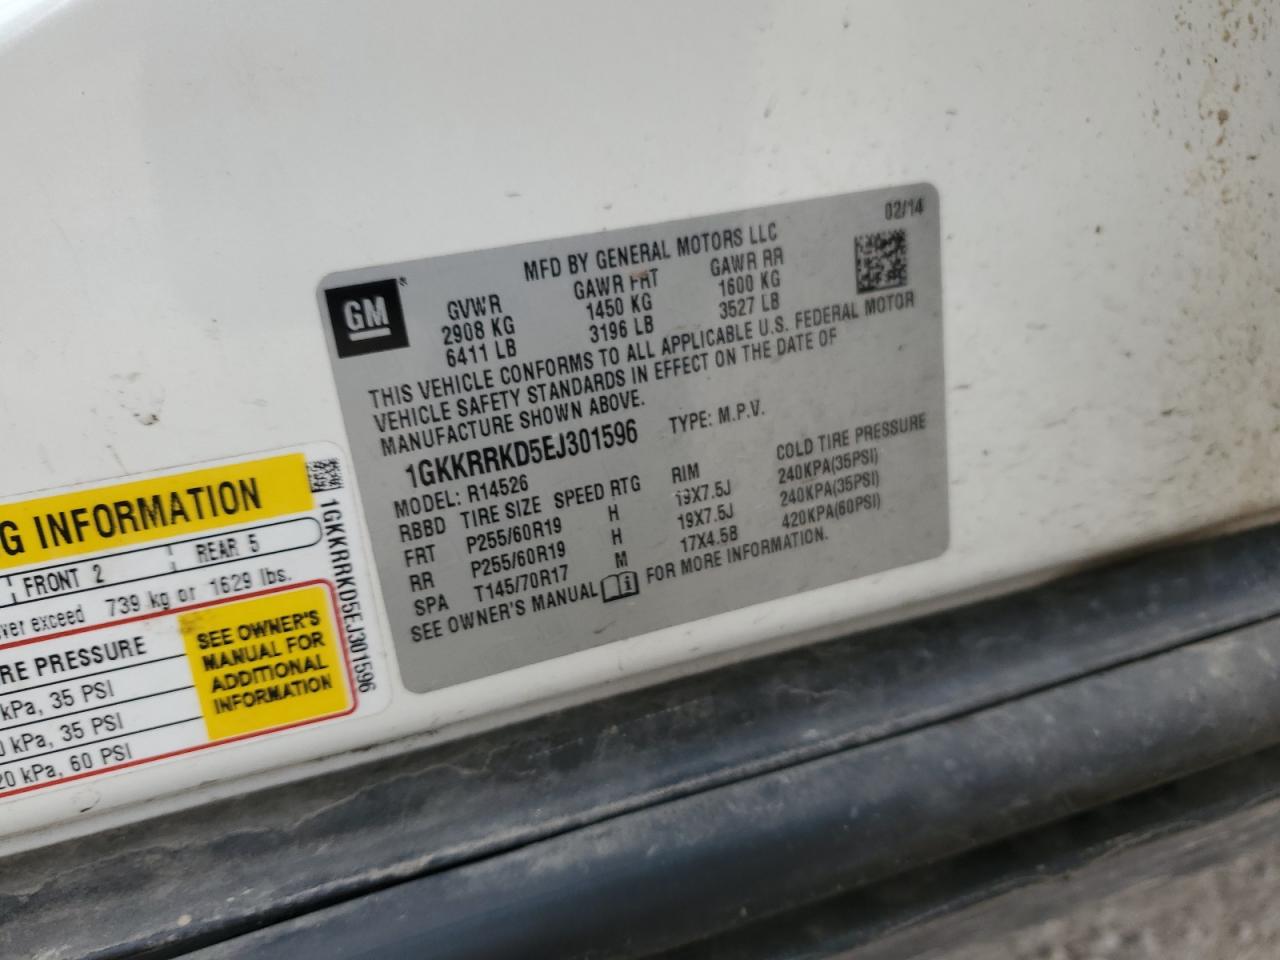 02/14
MFD BY GENERAL MOTORS LLC
GM
GVWR GAWR FRT GAWR RR
2908 KG 1450 KG 1600 KG
6411 LB 3196 LB 3527 LB
THIS VEHICLE CONFORMS TO ALL APPLICABLE U.S. FEDERAL MOTOR
VEHICLE SAFETY STANDARDS IN EFFECT ON THE DATE OF
MANUFACTURE SHOWN ABOVE.
1GKKRRKD5EJ301596 TYPE: M.P.V.
MODEL: R14526
RBBD TIRE SIZE SPEED RTG RIM COLD TIRE PRESSURE
FRT P255/60R19 H 19X7.5J 240KPA(35PSI)
RR P255/60R19 H 19X7.5J 240KPA(35PSI)
SPA T145/70R17 M 17X4.5B 420KPA(60PSI)
SEE OWNER'S MANUAL FOR MORE INFORMATION.
G INFORMATION
FRONT 2 REAR 5
ver exceed 739 kg or 1629 lbs.
RE PRESSURE
kPa, 35 PSI
0 kPa, 35 PSI
20 kPa, 60 PSI
SEE OWNER'S
MANUAL FOR
ADDITIONAL
INFORMATION
1GKKRRKD5EJ301596